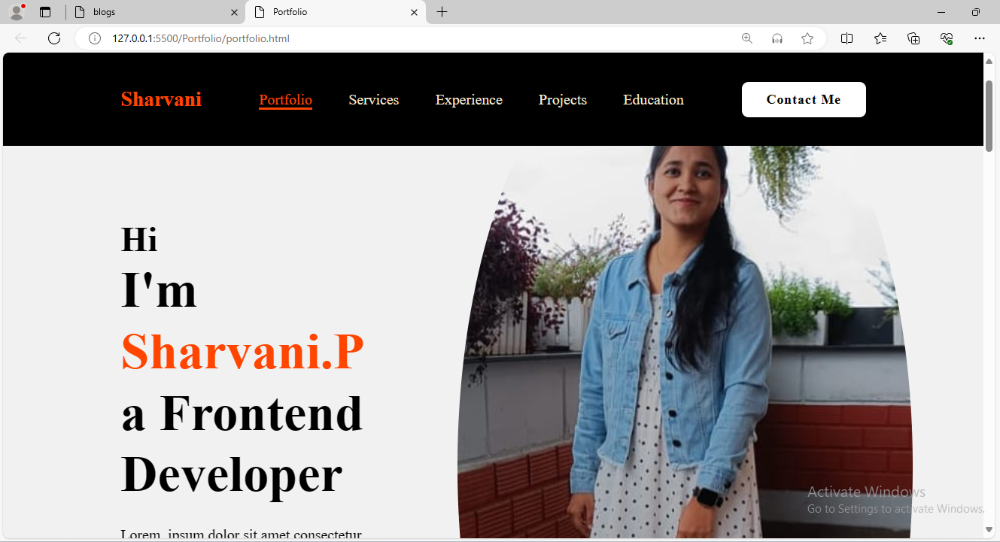 blogs
Portfolio
127.0.0.1:5500/Portfolio/portfolio.html
Sharvani
Portfolio
Services
Experience
Projects
Education
Contact Me
Hi
I'm
Sharvani.P
a Frontend
Developer
Lorem, ipsum dolor sit amet consectetur
Activate Windows
Go to Settings to activate Windows.